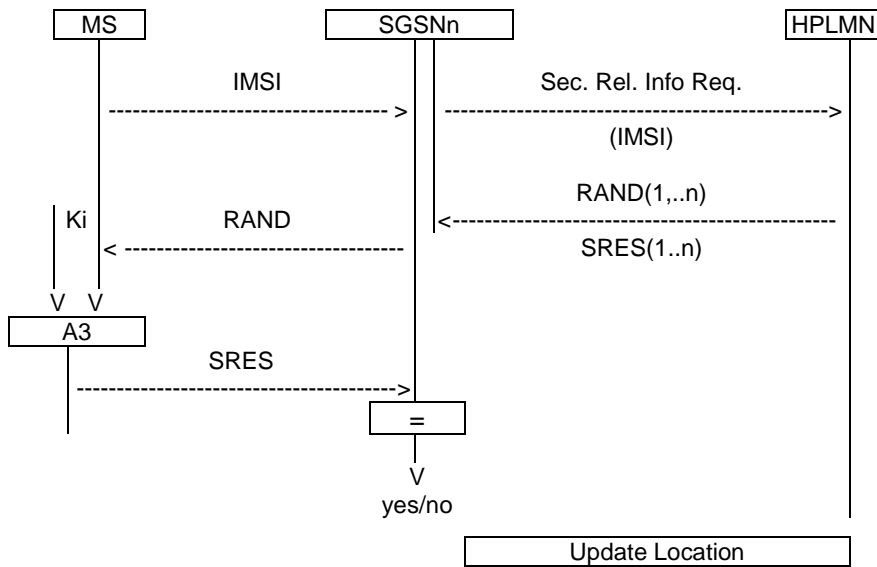 MS SGSNn HPLMN
IMSI Sec. Rel. Info Req.
(IMSI)
RAND(1,..n)
Ki RAND
SRES(1..n)
V V
A3
SRES
=
V
yes/no
Update Location